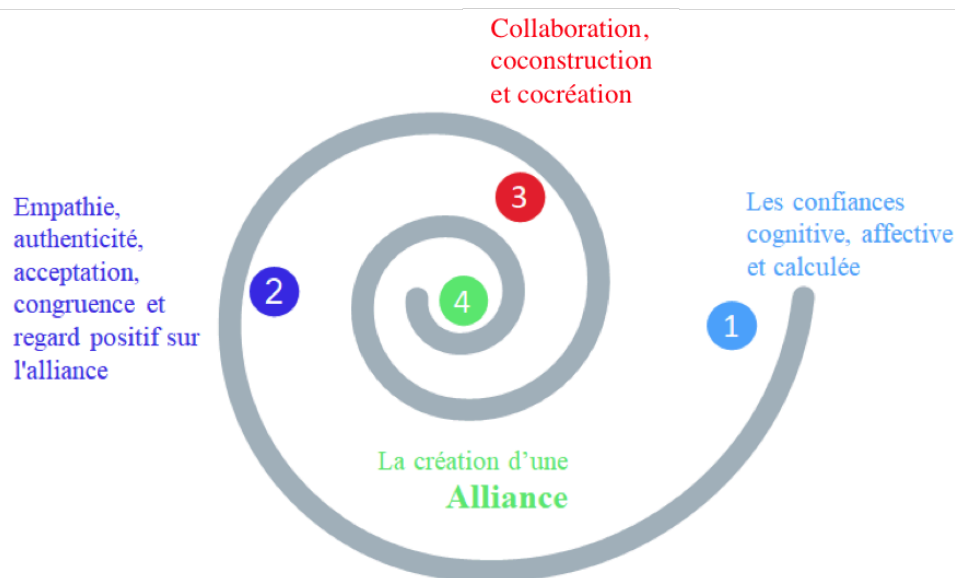 Collaboration,
coconstruction
et cocréation
3
Les confiances
cognitive, affective
et calculée
1
Empathie,
authenticité,
acceptation,
congruence et
regard positif sur
l'alliance
2
4
La création d’une
Alliance